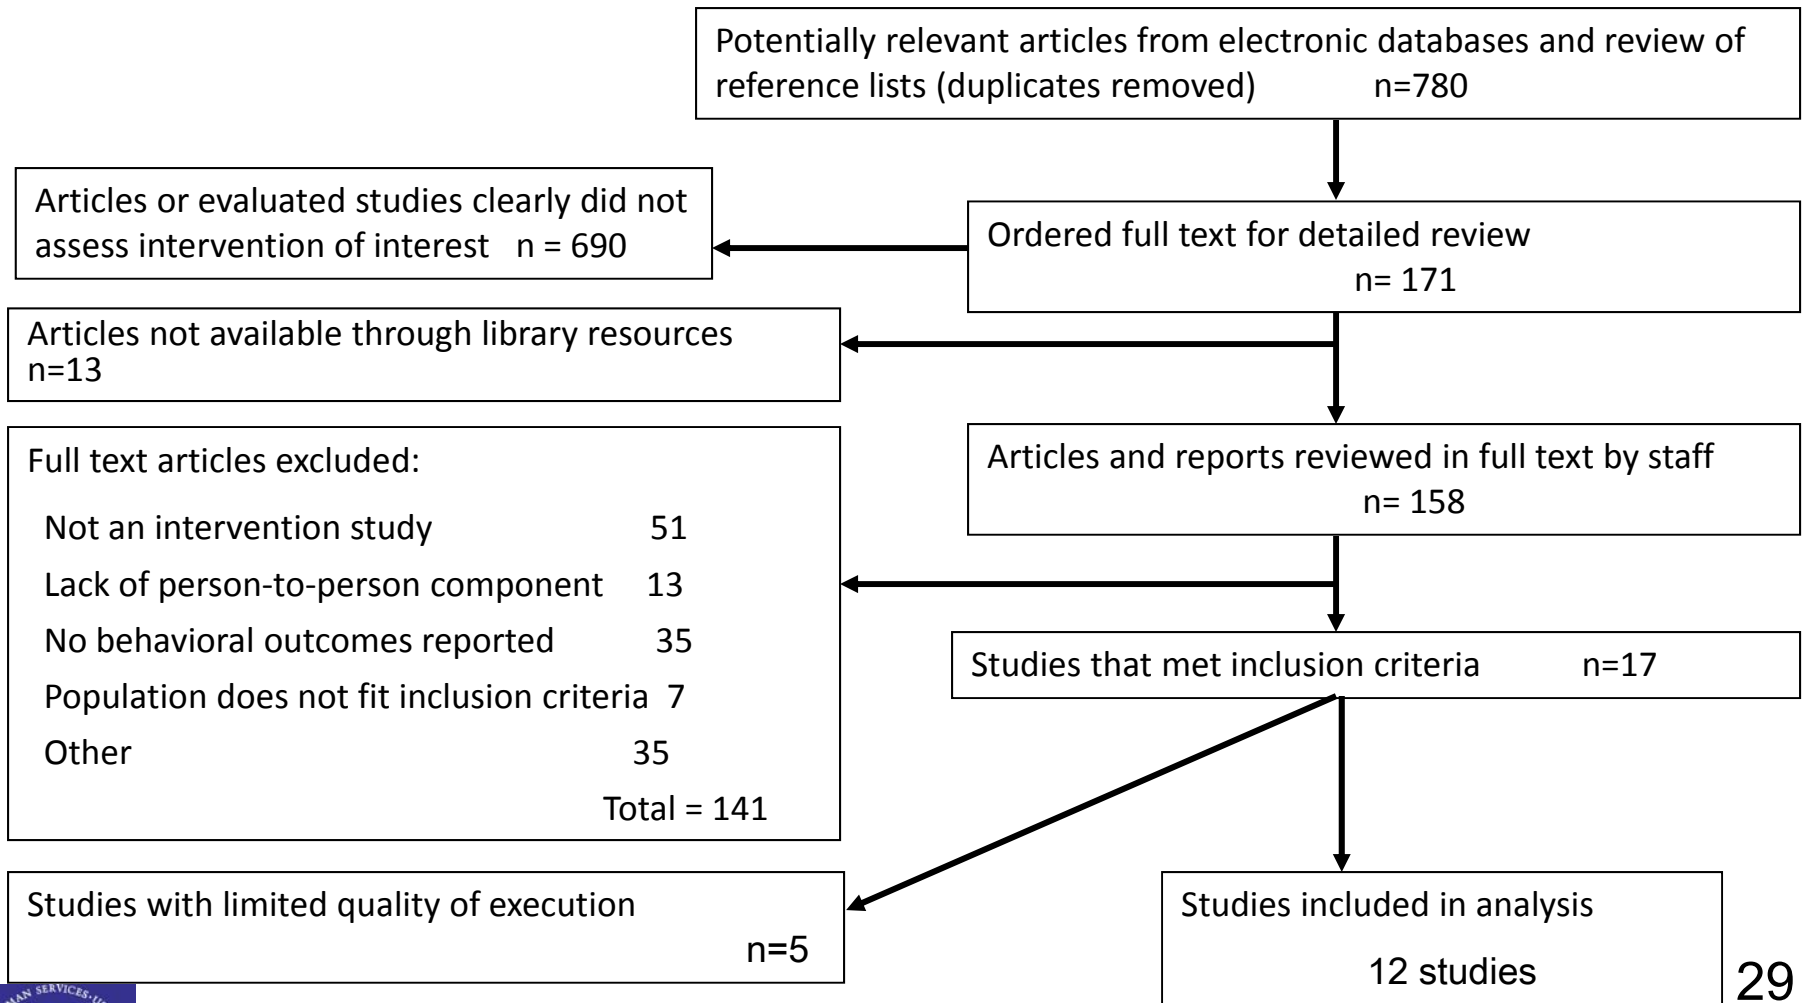 Potentially relevant articles from electronic databases and review of
reference lists (duplicates removed) n=780
Articles or evaluated studies clearly did not
assess intervention of interest n = 690
Ordered full text for detailed review
n= 171
Articles not available through library resources
n=13
Articles and reports reviewed in full text by staff
n= 158
Full text articles excluded:
Not an intervention study 51
Lack of person-to-person component 13
No behavioral outcomes reported 35
Population does not fit inclusion criteria 7
Other 35
Total = 141
Studies that met inclusion criteria n=17
Studies with limited quality of execution
n=5
Studies included in analysis
12 studies
29
SERVICES